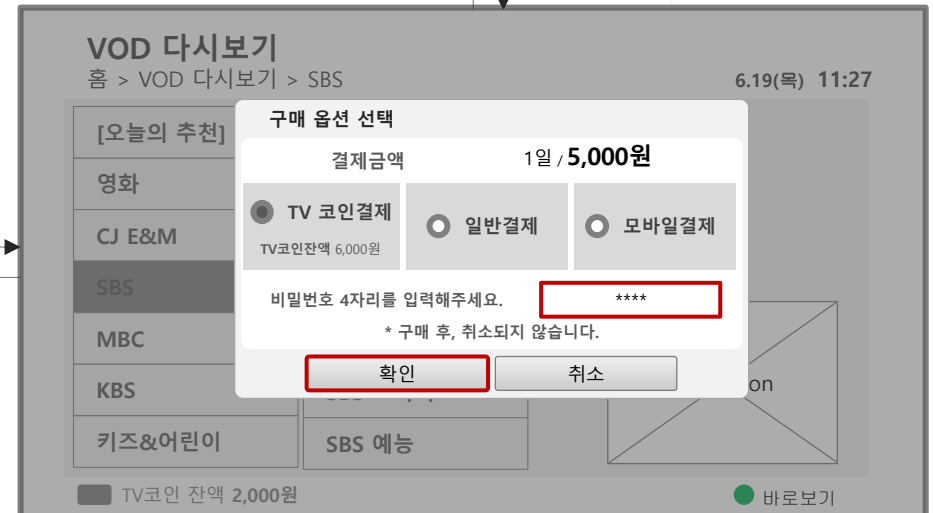 VOD 다시보기
홈 > VOD 다시보기 > SBS
6.19(목) 11:27
[오늘의 추천]
영화
CJ E&M
SBS
MBC
KBS
키즈&어린이
SBS 예능
구매 옵션 선택
결제금액 1일 / 5,000원
TV 코인결제
TV코인잔액 6,000원
일반결제
모바일결제
비밀번호 4자리를 입력해주세요. ****
* 구매 후, 취소되지 않습니다.
확인 취소
on
TV코인 잔액 2,000원
바로보기